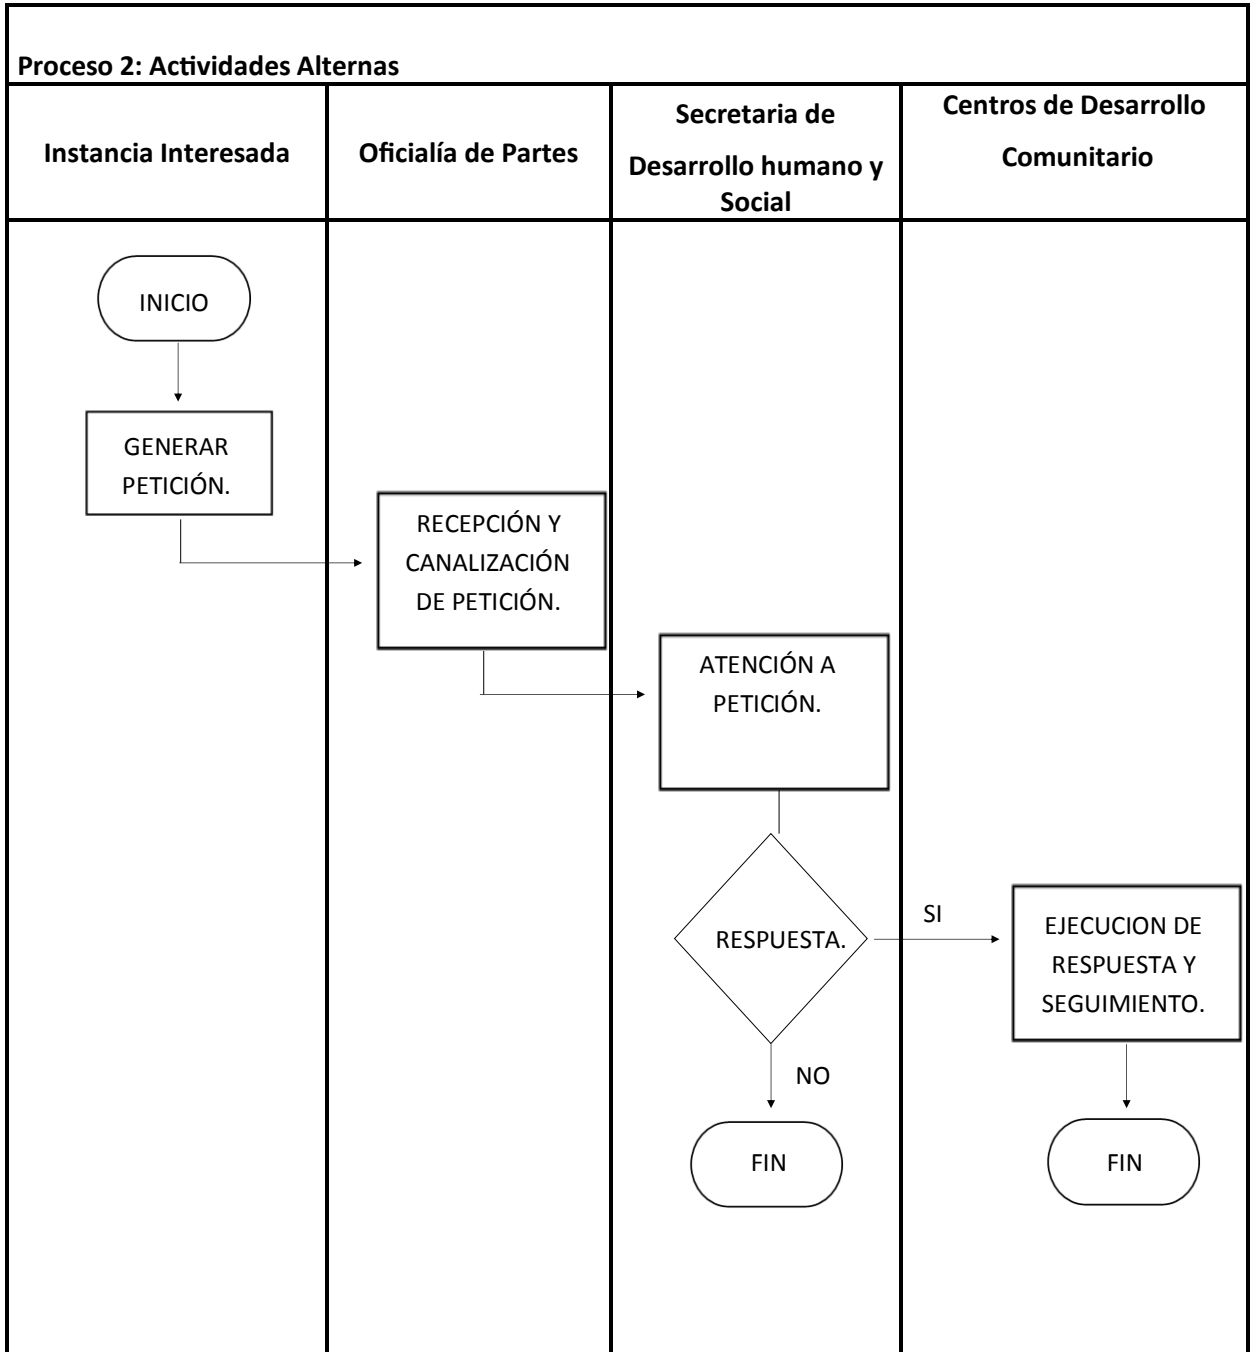 Proceso 2: Actividades Alternas
Instancia Interesada
Oficialía de Partes
Secretaria de
Desarrollo humano y
Social
Centros de Desarrollo
Comunitario
INICIO
GENERAR
PETICIÓN.
RECEPCIÓN Y
CANALIZACIÓN
DE PETICIÓN.
ATENCIÓN A
PETICIÓN.
RESPUESTA.
SI
EJECUCION DE
RESPUESTA Y
SEGUIMIENTO.
NO
FIN
FIN